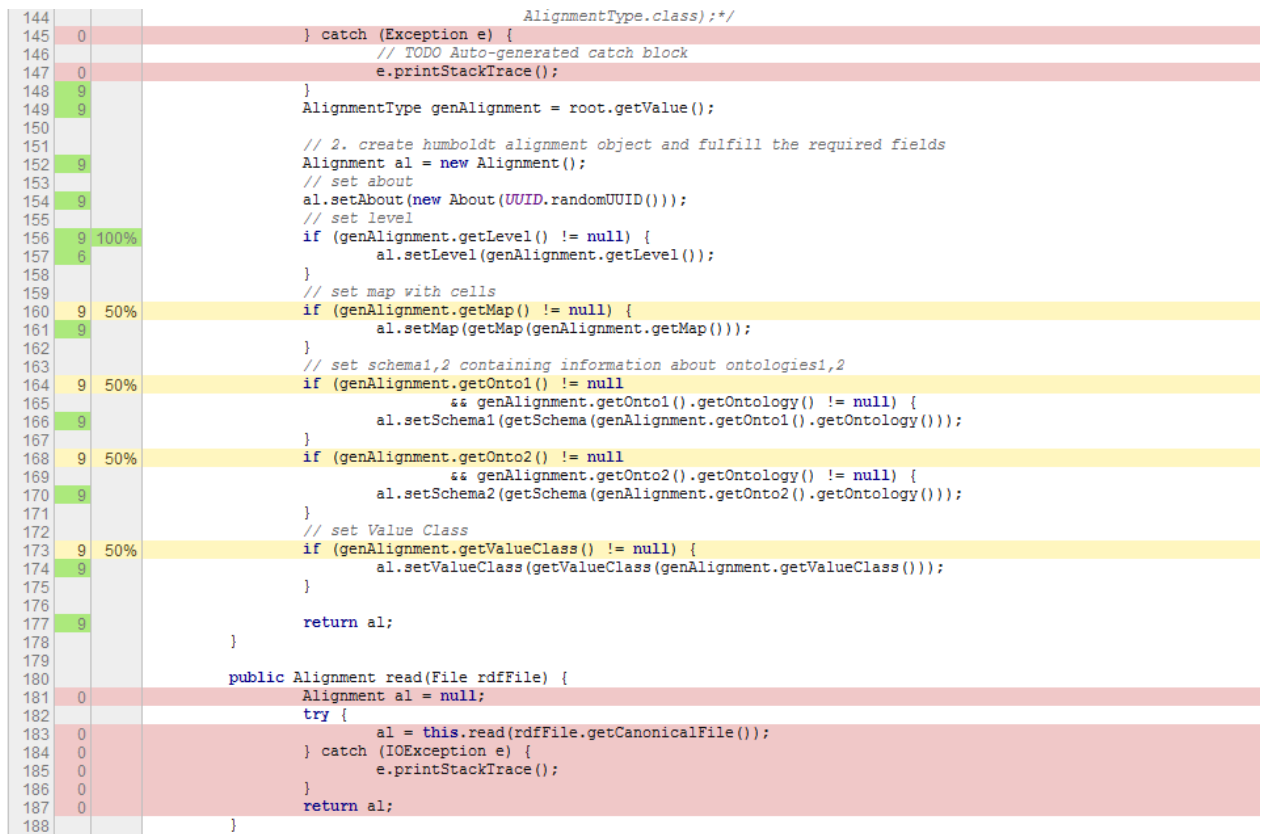 144 AlignmentType.class);*/
145 0 } catch (Exception e) {
146 // TODO Auto-generated catch block
147 0 e.printStackTrace();
148 9 }
149 9 AlignmentType genAlignment = root.getValue();
150
151 // 2. create humboldt alignment object and fulfill the required fields
152 9 Alignment al = new Alignment();
153 // set about
154 9 al.setAbout(new About(UUID.randomUUID()));
155 // set level
156 9 100% if (genAlignment.getLevel() != null) {
157 6 al.setLevel(genAlignment.getLevel());
158 }
159 // set map with cells
160 9 50% if (genAlignment.getMap() != null) {
161 9 al.setMap(getMap(genAlignment.getMap()));
162 }
163 // set schema1,2 containing information about ontologies1,2
164 9 50% if (genAlignment.getOnto1() != null
165 && genAlignment.getOnto1().getOntology() != null) {
166 9 al.setSchema1(getSchema(genAlignment.getOnto1().getOntology()));
167 }
168 9 50% if (genAlignment.getOnto2() != null
169 && genAlignment.getOnto2().getOntology() != null) {
170 9 al.setSchema2(getSchema(genAlignment.getOnto2().getOntology()));
171 }
172 // set Value Class
173 9 50% if (genAlignment.getValueClass() != null) {
174 9 al.setValueClass(getValueClass(genAlignment.getValueClass()));
175 }
176
177 9 return al;
178 }
179
180 public Alignment read(File rdfFile) {
181 0 Alignment al = null;
182 try {
183 0 al = this.read(rdfFile.getCanonicalFile());
184 0 } catch (IOException e) {
185 0 e.printStackTrace();
186 0 }
187 0 return al;
188 }